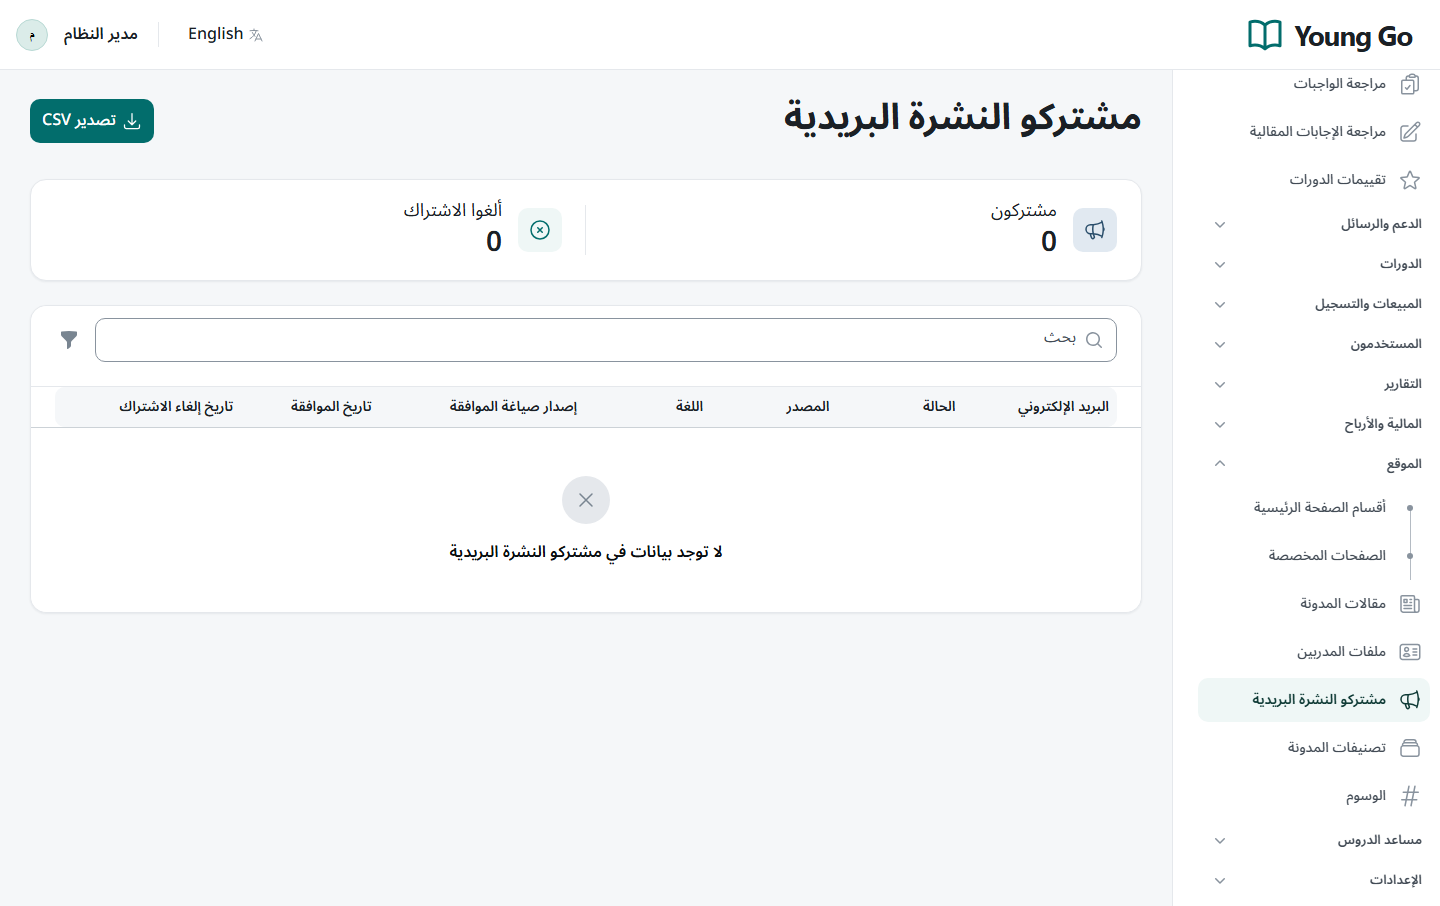 Young Go
English
مدير النظام
م
مراجعة الواجبات
مراجعة الإجابات المقالية
تقييمات الدورات
الدعم والرسائل
الدورات
المبيعات والتسجيل
المستخدمون
التقارير
المالية والأرباح
الموقع
أقسام الصفحة الرئيسية
الصفحات المخصصة
مقالات المدونة
ملفات المدربين
مشتركو النشرة البريدية
تصنيفات المدونة
الوسوم
مساعد الدروس
الإعدادات
مشتركو النشرة البريدية
تصدير CSV
مشتركون
0
ألغوا الاشتراك
0
بحث
البريد الإلكتروني الحالة المصدر اللغة إصدار صياغة الموافقة تاريخ الموافقة تاريخ إلغاء الاشتراك
لا توجد بيانات في مشتركو النشرة البريدية